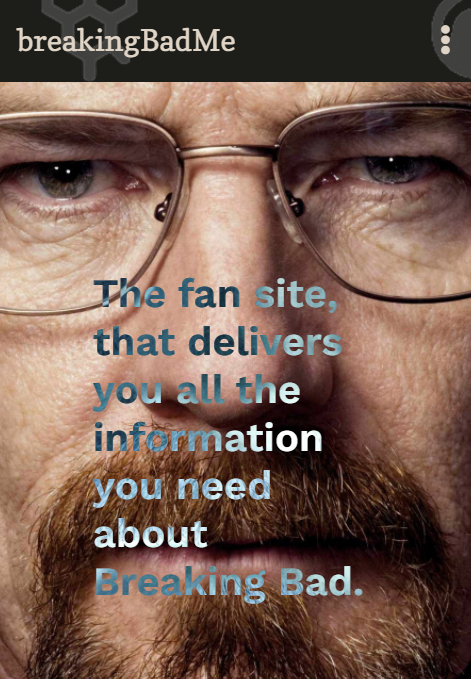 breakingBadMe
The fan site,
that delivers
you all the
information
you need
about
Breaking Bad.